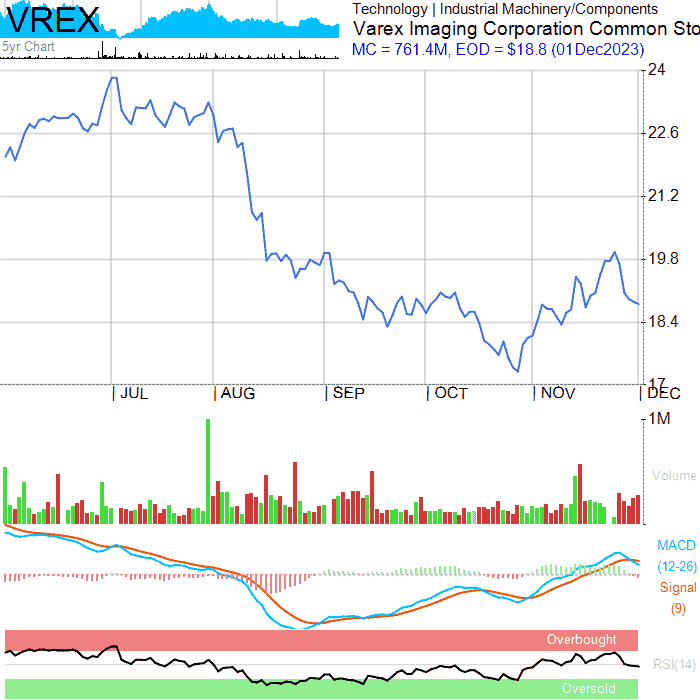 VREX
5yr Chart
Technology | Industrial Machinery/Components
Varex Imaging Corporation Common Sto
MC = 761.4M, EOD = $18.8 (01Dec2023)
24
22.6
21.2
19.8
18.4
17
JUL AUG SEP OCT NOV DEC
1M
Volume
MACD
(12-26)
Signal
(9)
Overbought
RSI(14)
Oversold